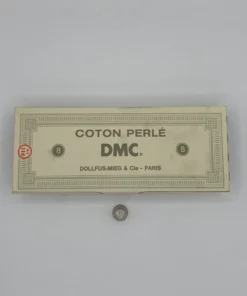 COTON PERLÉ
8 DMC® 8
DOLLFUS-MIEG & Cie - PARIS